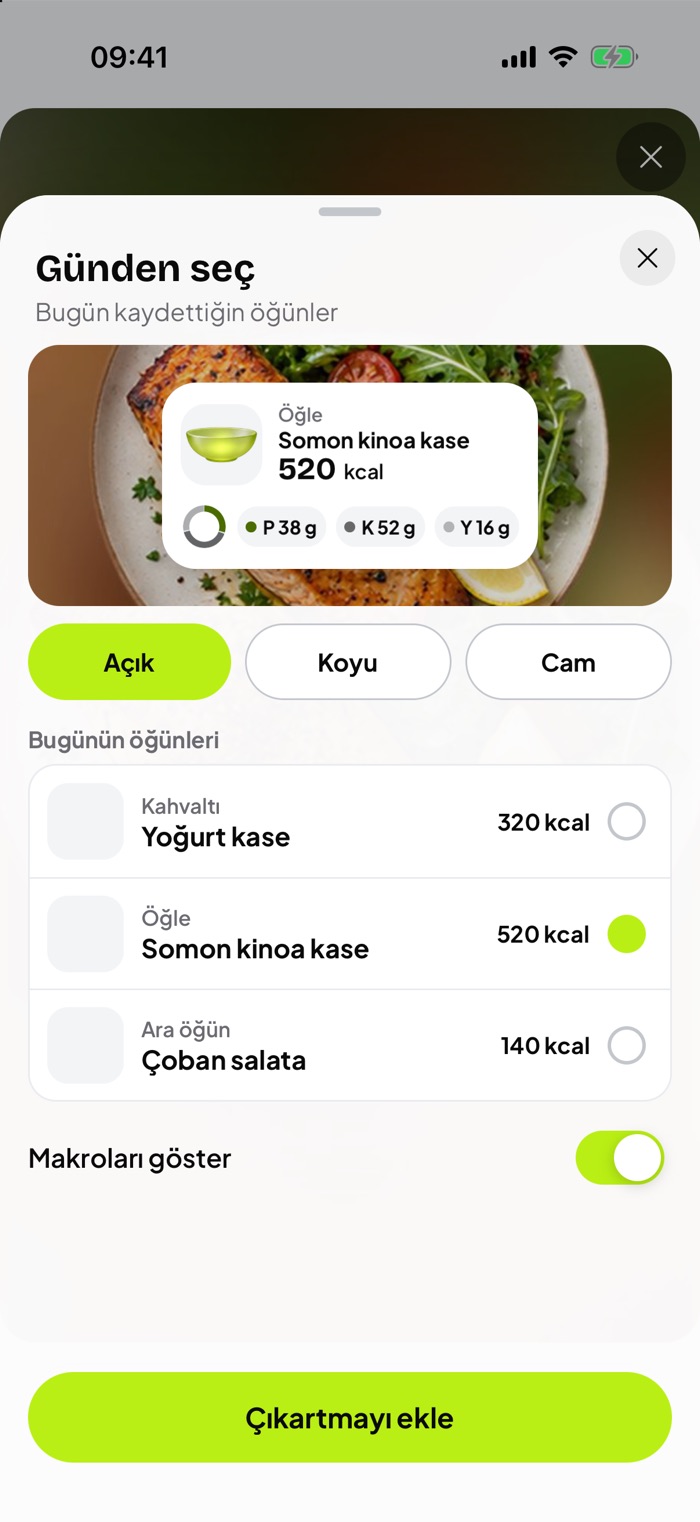 09:41
Günden seç
Bugün kaydettiğin öğünler
Öğle
Somon kinoa kase
520 kcal
P 38 g K 52 g Y 16 g
Açık Koyu Cam
Bugünün öğünleri
Kahvaltı
Yoğurt kase
320 kcal
Öğle
Somon kinoa kase
520 kcal
Ara öğün
Çoban salata
140 kcal
Makroları göster
Çıkartmayı ekle